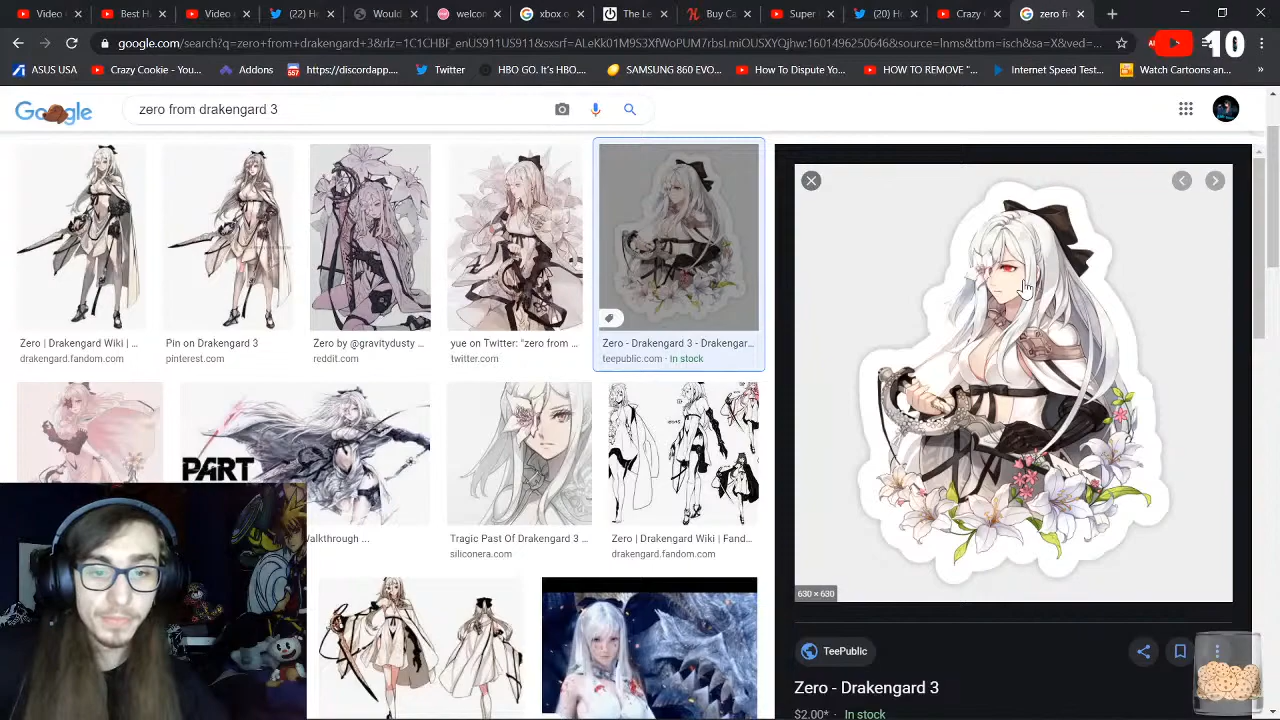 Video
Best H
Video
(22) H
Would
welcon
xbox o
The Le
Buy Ca
Super
(20) H
Crazy
zero fr
google.com/search?q=zero+from+drakengard+3&rlz=1C1CHBF_enUS911US911&sxsrf=ALeKk01M9S3XfWoPUM7rbsLmiOUSXYQjhw:1601496250646&source=lnms&tbm=isch&sa=X&ved=...
10
ASUS USA
Crazy Cookie - You...
Addons
https://discordapp....
Twitter
HBO GO. It's HBO....
SAMSUNG 860 EVO...
How To Dispute Yo...
HOW TO REMOVE "...
Internet Speed Test...
Watch Cartoons an...
zero from drakengard 3
Zero | Drakengard Wiki | ...
drakengard.fandom.com
Pin on Drakengard 3
pinterest.com
Zero by @gravitydusty ...
reddit.com
yue on Twitter: "zero from ...
twitter.com
Zero - Drakengard 3 - Drakengar...
teepublic.com · In stock
PART
Walkthrough ...
Tragic Past Of Drakengard 3 ...
siliconera.com
Zero | Drakengard Wiki | Fand...
drakengard.fandom.com
630 × 630
TeePublic
Zero - Drakengard 3
$2.00* · In stock